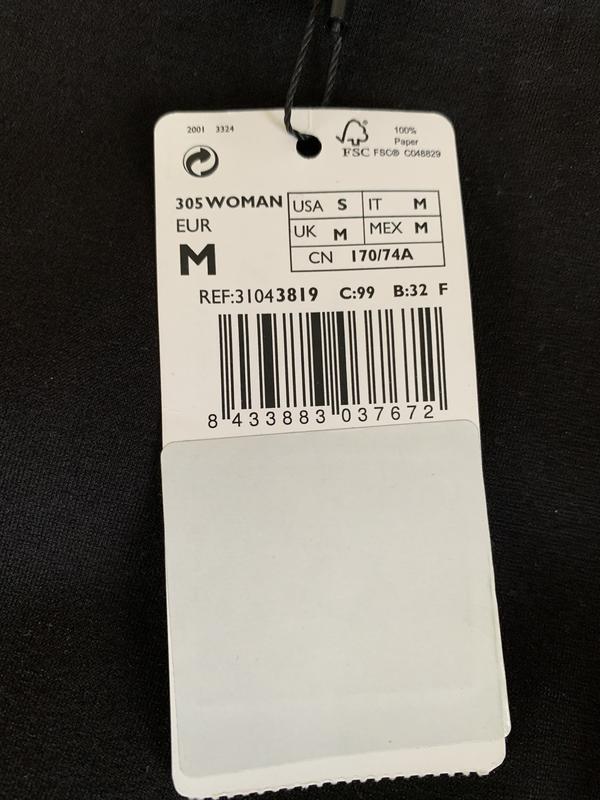 2001 3324
FSC FSC® C048829
100%
Paper
305 WOMAN
EUR
M
USA S IT M
UK M MEX M
CN 170/74A
REF:31043819 C:99 B:32 F
8 433883 037672